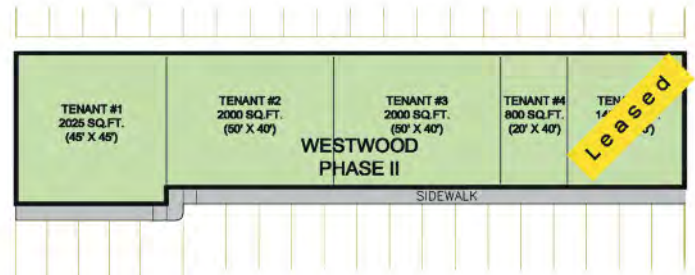 TENANT #1
2025 SQ.FT.
(45' X 45')
TENANT #2
2000 SQ.FT.
(50' X 40')
TENANT #3
2000 SQ.FT.
(50' X 40')
TENANT #4
800 SQ.FT.
(20' X 40')
Leased
WESTWOOD
PHASE II
SIDEWALK